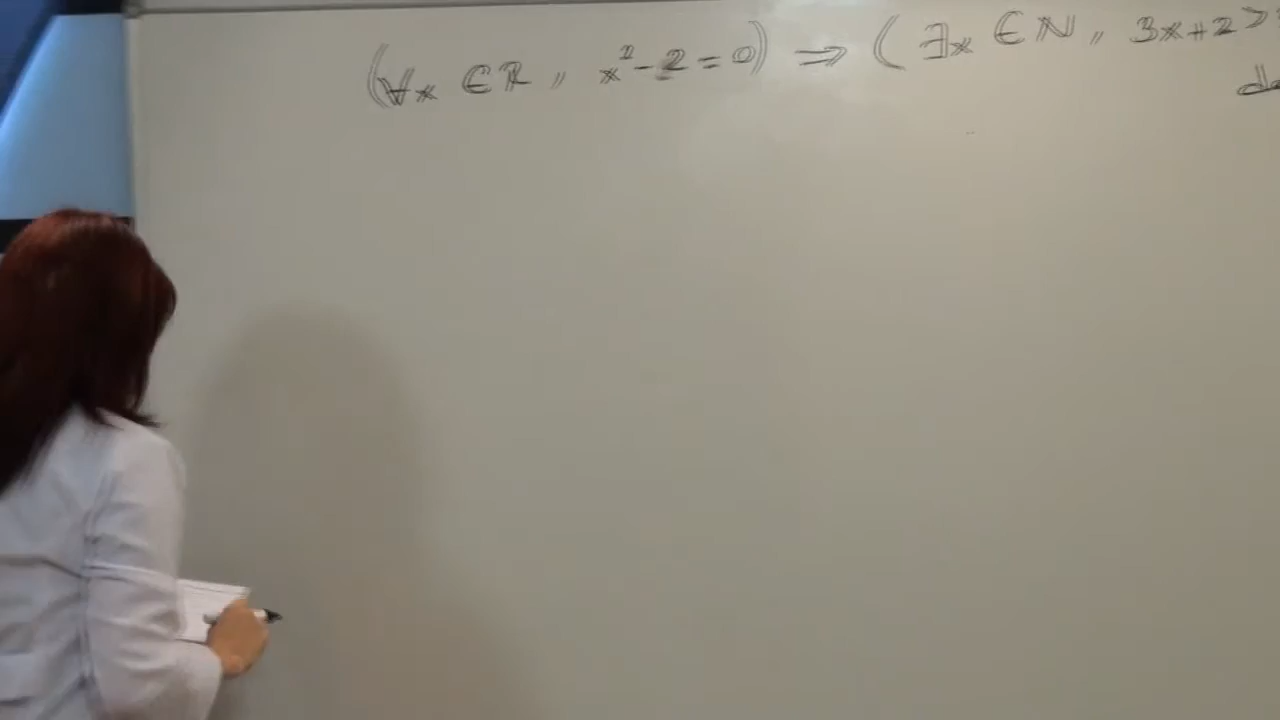 (∀x ∈ ℝ, x² - 2 = 0) ⇒ (∃x ∈ ℕ, 3x + 2 >